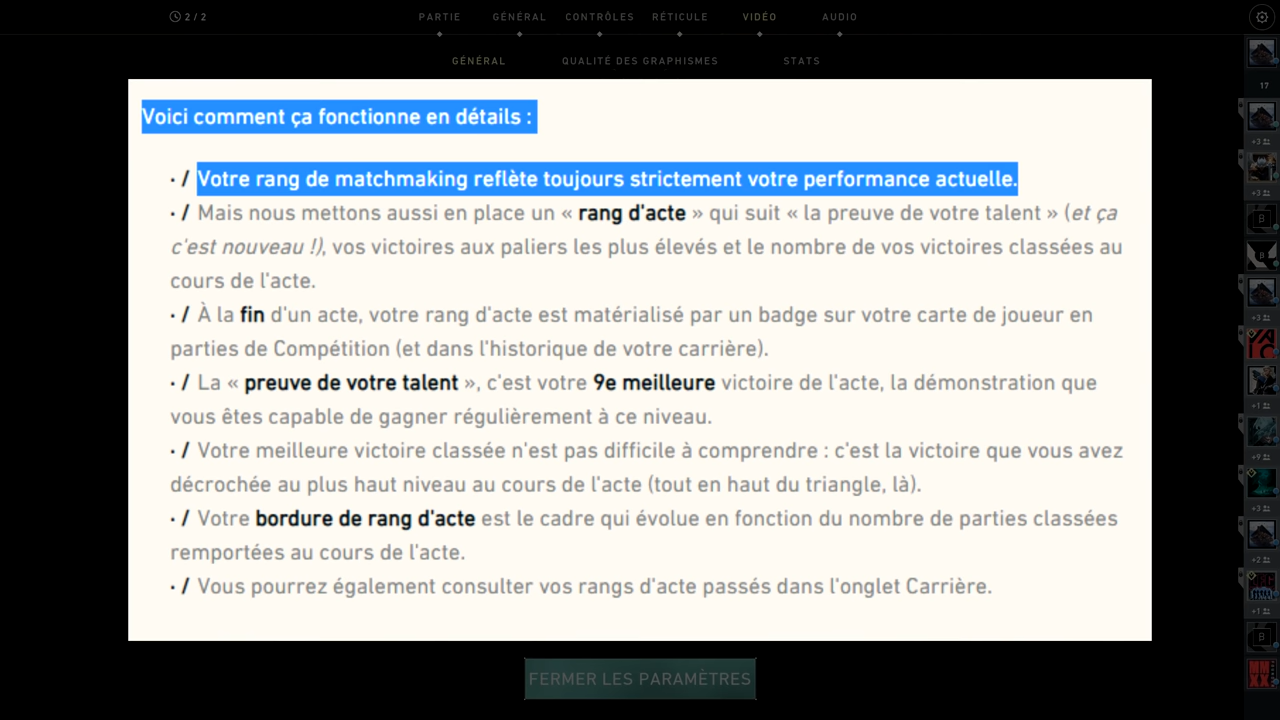 2 / 2
PARTIE GÉNÉRAL CONTRÔLES RÉTICULE VIDÉO AUDIO
GÉNÉRAL QUALITÉ DES GRAPHISMES STATS
Voici comment ça fonctionne en détails :
· / Votre rang de matchmaking reflète toujours strictement votre performance actuelle.
· / Mais nous mettons aussi en place un « rang d'acte » qui suit « la preuve de votre talent » (et ça
c'est nouveau !), vos victoires aux paliers les plus élevés et le nombre de vos victoires classées au
cours de l'acte.
· / À la fin d'un acte, votre rang d'acte est matérialisé par un badge sur votre carte de joueur en
parties de Compétition (et dans l'historique de votre carrière).
· / La « preuve de votre talent », c'est votre 9e meilleure victoire de l'acte, la démonstration que
vous êtes capable de gagner régulièrement à ce niveau.
· / Votre meilleure victoire classée n'est pas difficile à comprendre : c'est la victoire que vous avez
décrochée au plus haut niveau au cours de l'acte (tout en haut du triangle, là).
· / Votre bordure de rang d'acte est le cadre qui évolue en fonction du nombre de parties classées
remportées au cours de l'acte.
· / Vous pourrez également consulter vos rangs d'acte passés dans l'onglet Carrière.
FERMER LES PARAMÈTRES
17
+3
+3
+3
+1
+9
+3
+2
+1